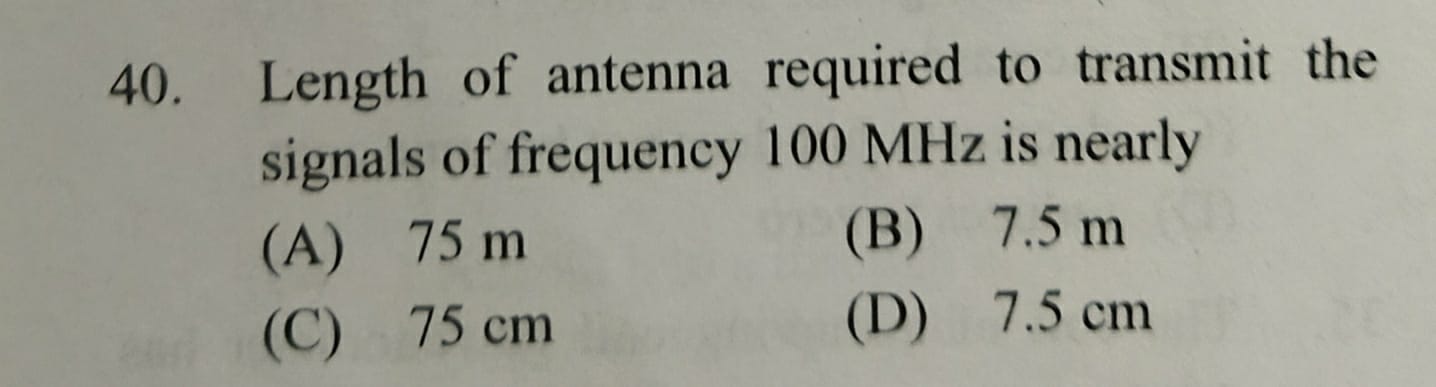 40. Length of antenna required to transmit the
signals of frequency 100 MHz is nearly
(A) 75 m (B) 7.5 m
(C) 75 cm (D) 7.5 cm